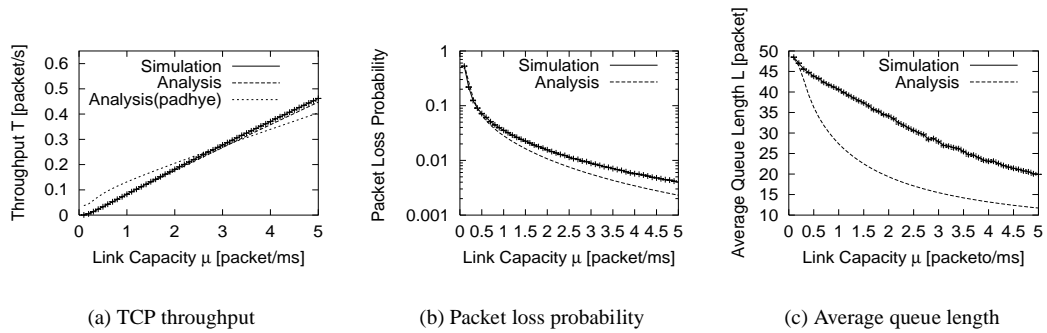 Throughput T [packet/s]
0.6
0.5
0.4
0.3
0.2
0.1
0
Simulation
Analysis
Analysis(padhye)
0 1 2 3 4 5
Link Capacity μ [packet/ms]
(a) TCP throughput
Packet Loss Probability
1
0.1
0.01
0.001
Simulation
Analysis
0 0.5 1 1.5 2 2.5 3 3.5 4 4.5 5
Link Capacity μ [packet/ms]
(b) Packet loss probability
Average Queue Length L [packet]
50
45
40
35
30
25
20
15
10
Simulation
Analysis
0 0.5 1 1.5 2 2.5 3 3.5 4 4.5 5
Link Capacity μ [packeto/ms]
(c) Average queue length